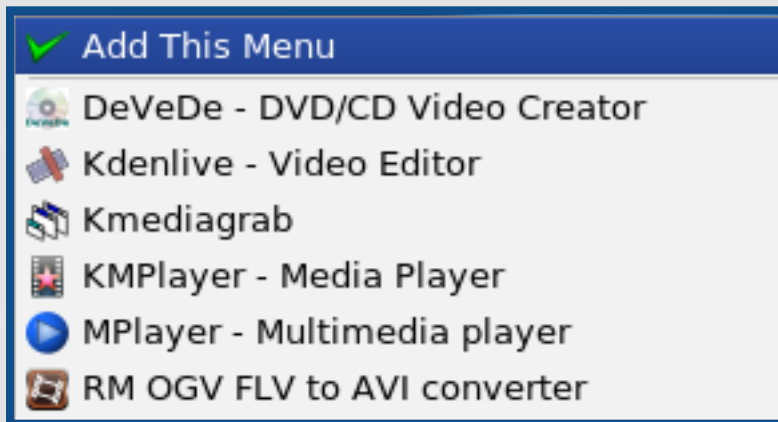 Add This Menu
DeVeDe - DVD/CD Video Creator
Kdenlive - Video Editor
Kmediagrab
KMPlayer - Media Player
MPlayer - Multimedia player
RM OGV FLV to AVI converter